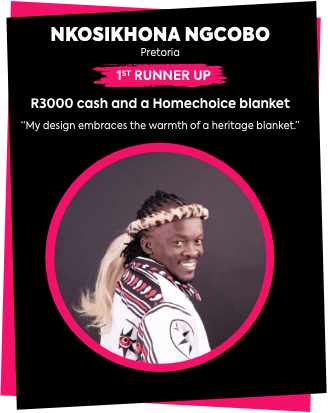 NKOSIKHONA NGCOBO
Pretoria
1ST RUNNER UP
R3000 cash and a Homechoice blanket
“My design embraces the warmth of a heritage blanket.”